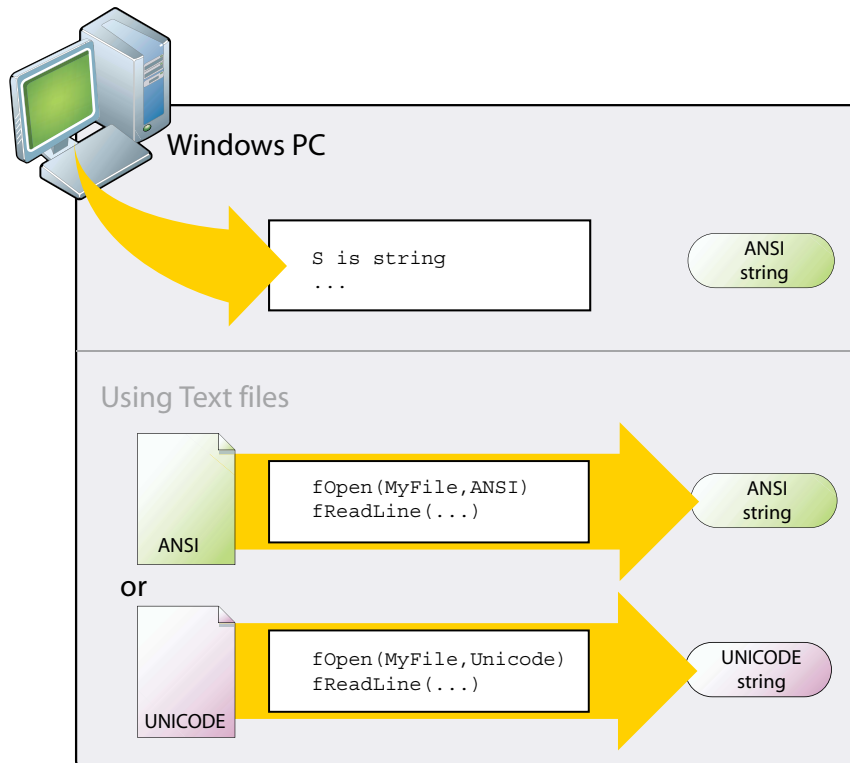 Windows PC
S is string
...
ANSI
string
Using Text files
fOpen(MyFile,ANSI)
fReadLine(...)
ANSI
ANSI
string
or
fOpen(MyFile,Unicode)
fReadLine(...)
UNICODE
UNICODE
string